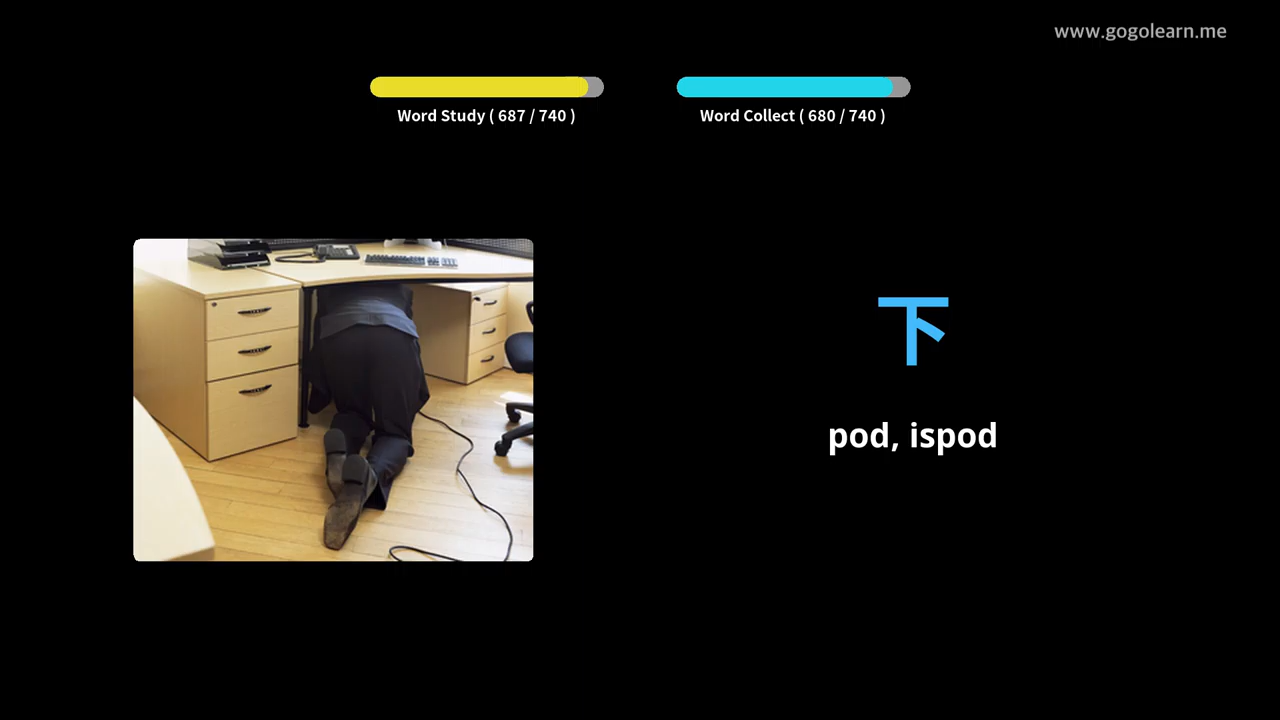 www.gogolearn.me
Word Study ( 687 / 740 )
Word Collect ( 680 / 740 )
下
pod, ispod